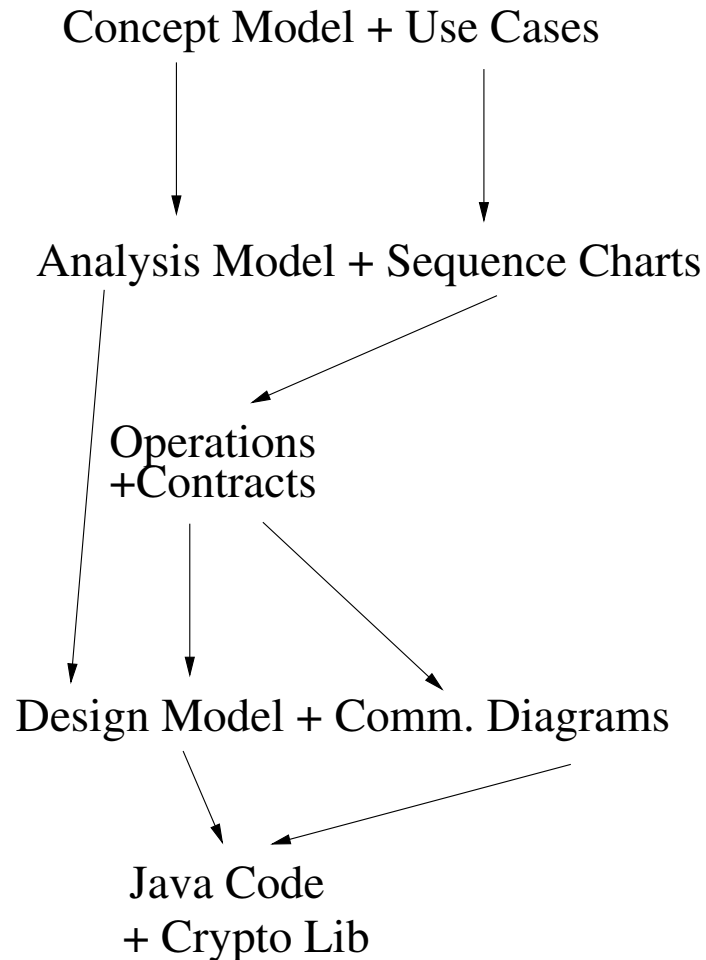 Concept Model + Use Cases
Analysis Model + Sequence Charts
Operations
+Contracts
Design Model + Comm. Diagrams
Java Code
+ Crypto Lib